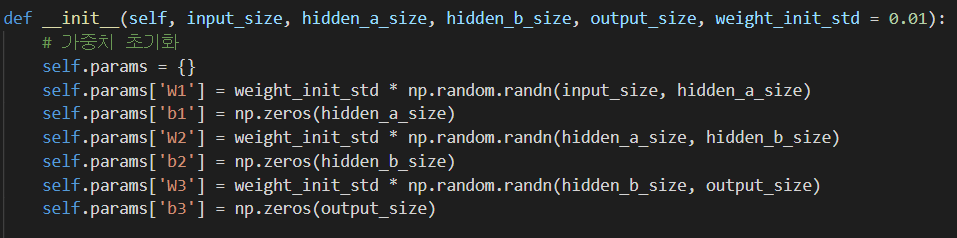 def __init__(self, input_size, hidden_a_size, hidden_b_size, output_size, weight_init_std = 0.01):
# 가중치 초기화
self.params = {}
self.params['W1'] = weight_init_std * np.random.randn(input_size, hidden_a_size)
self.params['b1'] = np.zeros(hidden_a_size)
self.params['W2'] = weight_init_std * np.random.randn(hidden_a_size, hidden_b_size)
self.params['b2'] = np.zeros(hidden_b_size)
self.params['W3'] = weight_init_std * np.random.randn(hidden_b_size, output_size)
self.params['b3'] = np.zeros(output_size)